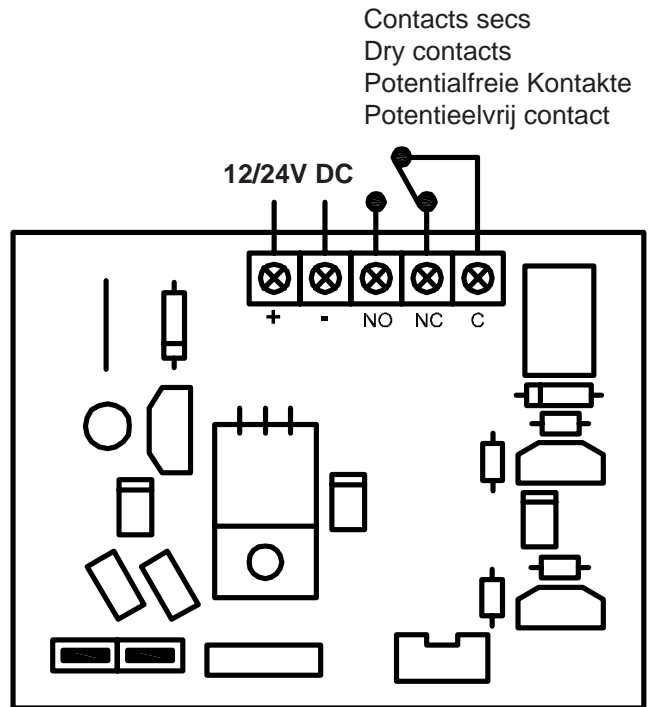 Contacts secs
Dry contacts
Potentialfreie Kontakte
Potentieelvrij contact
12/24V DC
+ - NO NC C